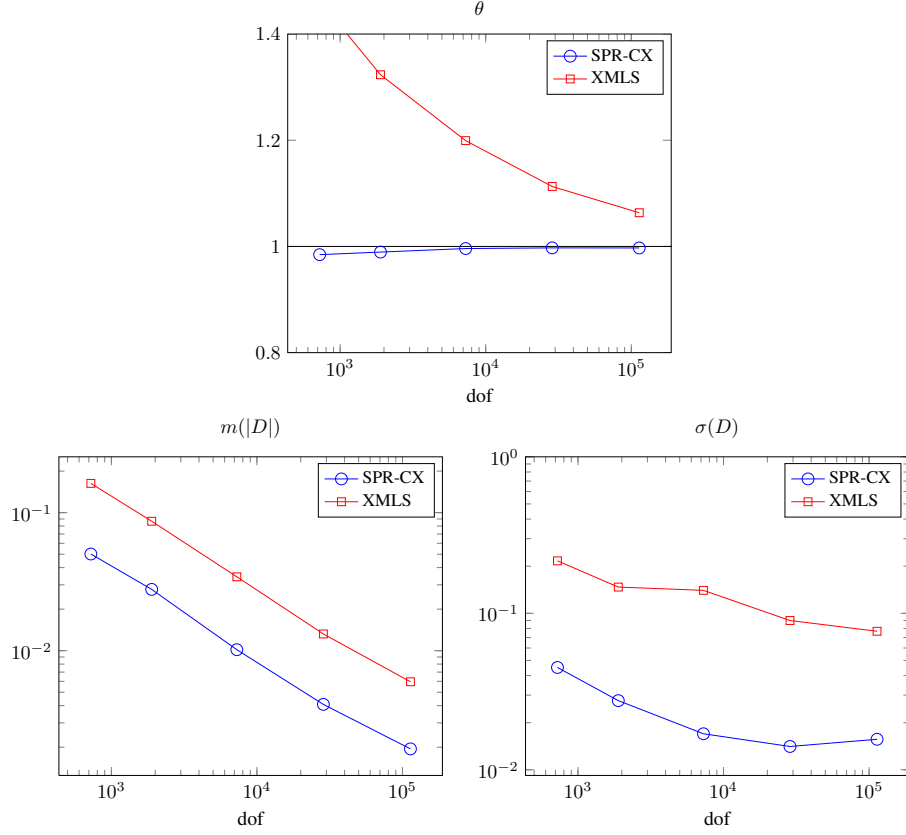 θ
1.4
1.2
1
0.8
SPR-CX
XMLS
10^3
10^4
10^5
dof
m(|D|)
10^-1
10^-2
SPR-CX
XMLS
10^3
10^4
10^5
dof
σ(D)
10^0
10^-1
10^-2
SPR-CX
XMLS
10^3
10^4
10^5
dof